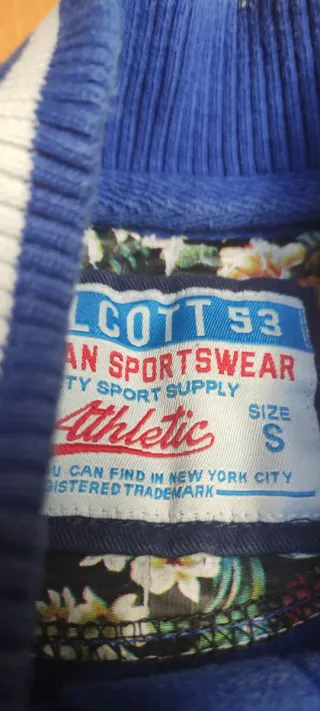 LCOTT 53
AN SPORTSWEAR
TY SPORT SUPPLY
Athletic
SIZE
S
U CAN FIND IN NEW YORK CITY
GISTERED TRADEMARK